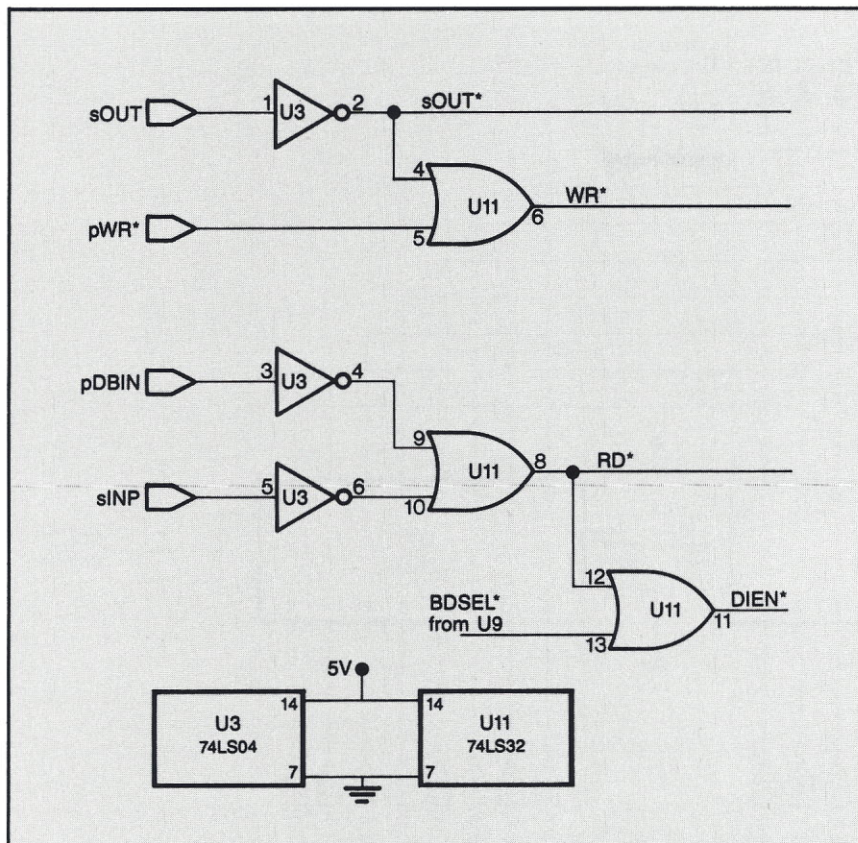 sOUT
1
U3
2
sOUT*
4
U11
WR*
6
pWR*
5
pDBIN
3
U3
4
9
U11
8
RD*
sINP
5
U3
6
10
12
U11
DIEN*
11
BDSEL*
from U9
13
5V
U3
74LS04
14
7
14
U11
74LS32
7